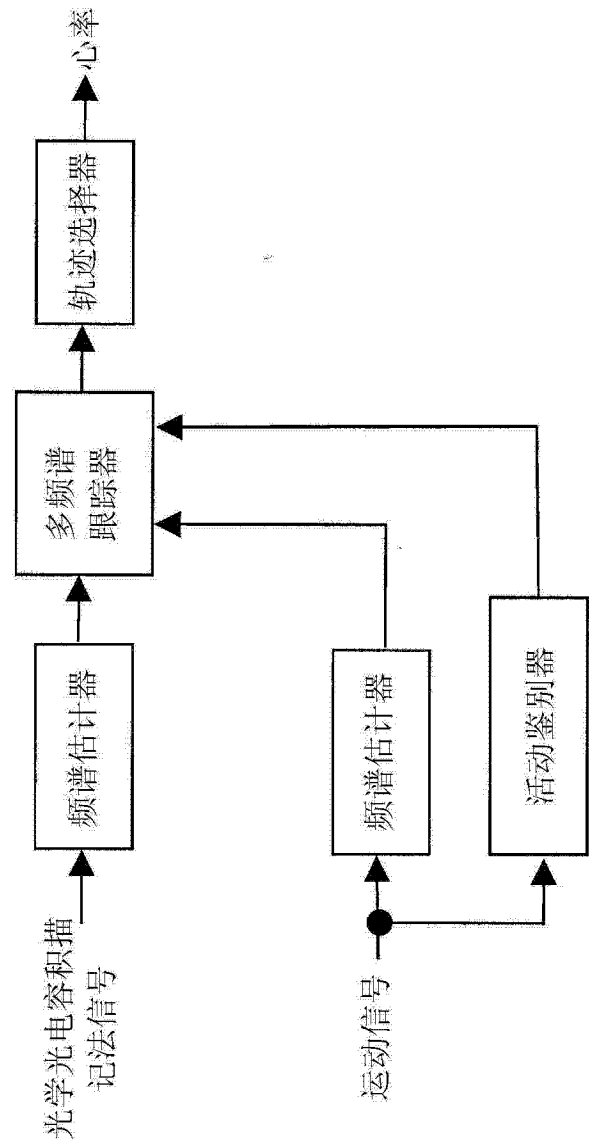 光学光电容积描
记法信号
频谱估计器
多频谱
跟踪器
轨迹选择器
心率
运动信号
频谱估计器
活动鉴别器